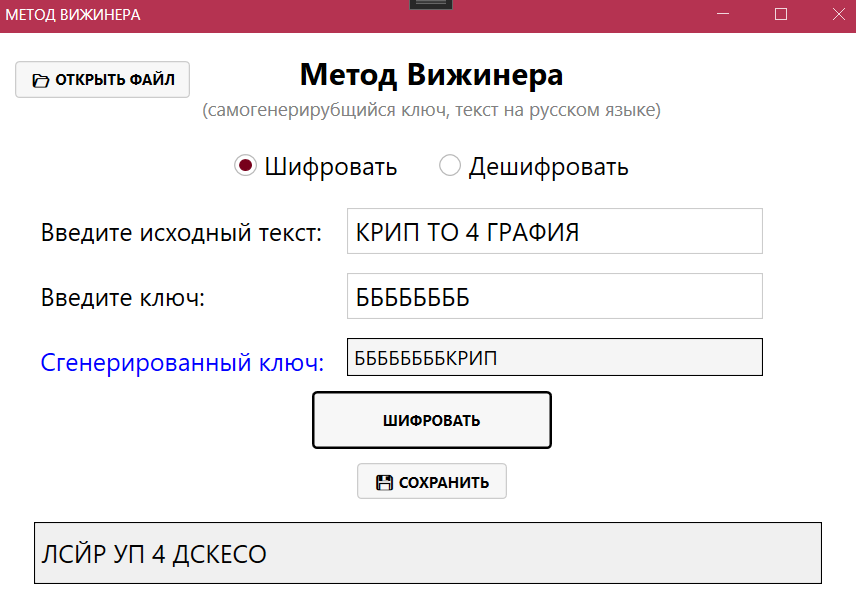 МЕТОД ВИЖИНЕРА
ОТКРЫТЬ ФАЙЛ
Метод Вижинера
(самогенерирубщийся ключ, текст на русском языке)
Шифровать Дешифровать
Введите исходный текст: КРИП ТО 4 ГРАФИЯ
Введите ключ: ББББББББ
Сгенерированный ключ: ББББББББКРИП
ШИФРОВАТЬ
СОХРАНИТЬ
ЛСЙР УП 4 ДСКЕСО